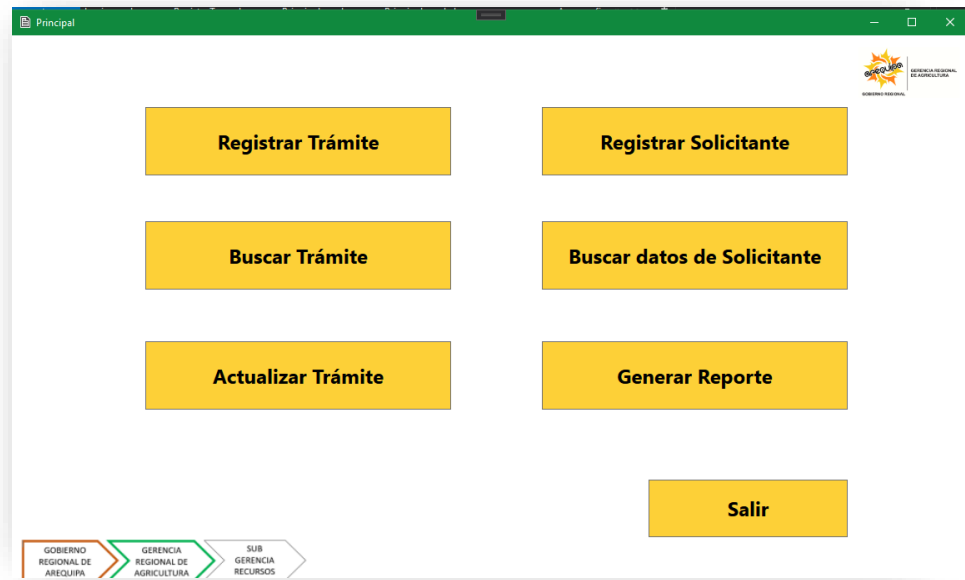 Principal
AREQUIPA
GOBIERNO REGIONAL
GERENCIA REGIONAL
DE AGRICULTURA
Registrar Trámite
Registrar Solicitante
Buscar Trámite
Buscar datos de Solicitante
Actualizar Trámite
Generar Reporte
Salir
GOBIERNO
REGIONAL DE
AREQUIPA
GERENCIA
REGIONAL DE
AGRICULTURA
SUB
GERENCIA
RECURSOS